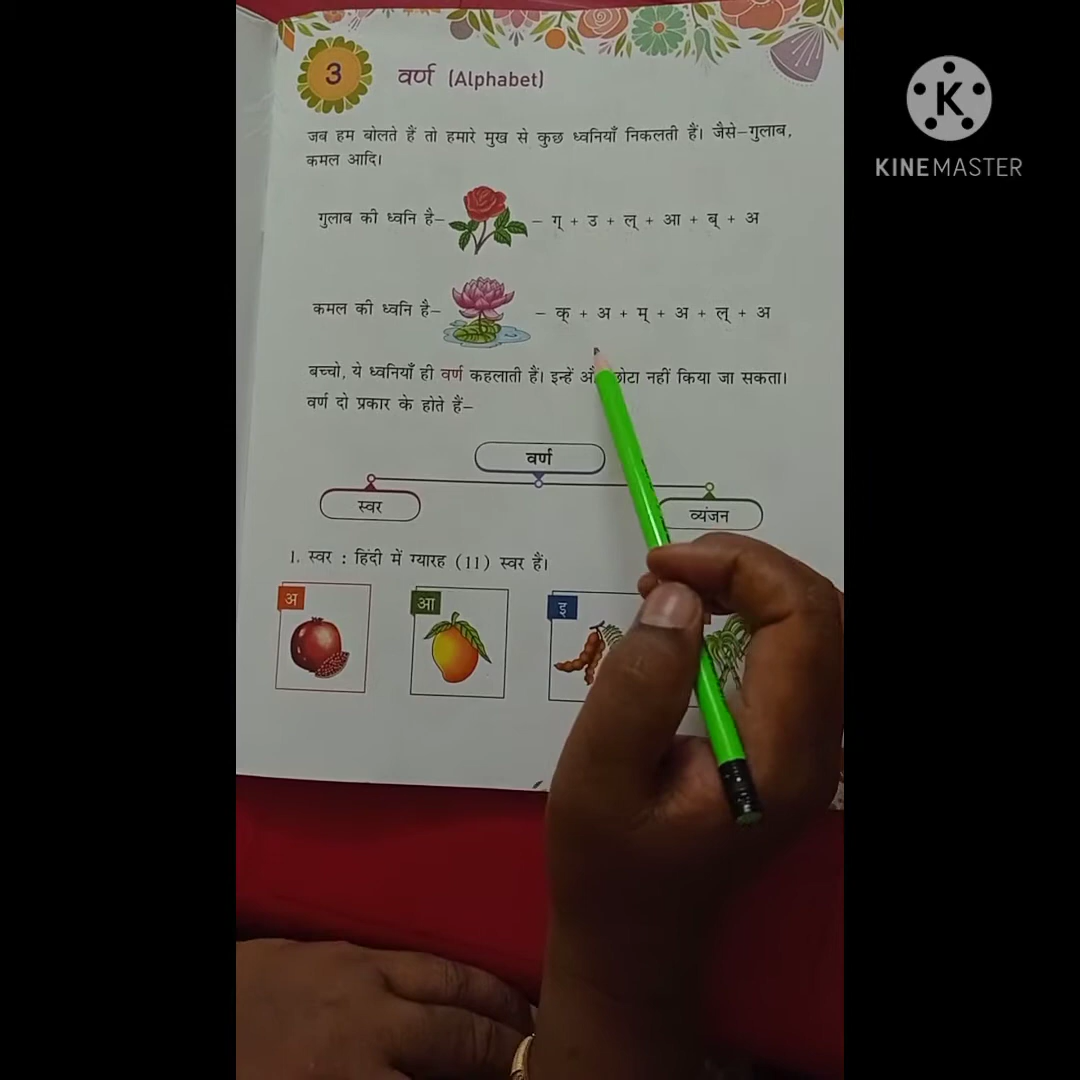 3 वर्ण (Alphabet)
जब हम बोलते हैं तो हमारे मुख से कुछ ध्वनियाँ निकलती हैं। जैसे–गुलाब,
कमल आदि।
गुलाब की ध्वनि है– – ग् + उ + ल् + आ + ब् + अ
कमल की ध्वनि है– – क् + अ + म् + अ + ल् + अ
बच्चो, ये ध्वनियाँ ही वर्ण कहलाती हैं। इन्हें छोटा नहीं किया जा सकता।
वर्ण दो प्रकार के होते हैं–
वर्ण
स्वर व्यंजन
1. स्वर : हिंदी में ग्यारह (11) स्वर हैं।
अ आ इ
K
KINEMASTER